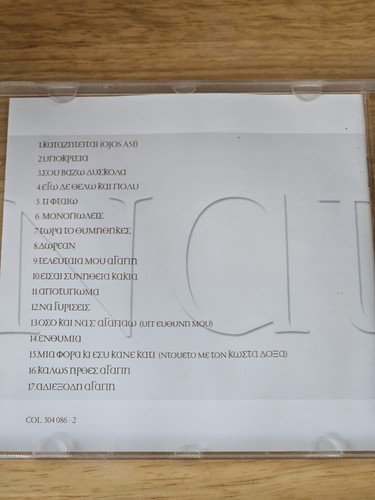 1. ΚΑΤΑΖΗΤΕΙΤΑΙ (OJOS ASI)
2. ΥΠΟΚΡΙΣΙΑ
3. ΣΟΥ ΒΑΖΩ ΔΥΣΚΟΛΑ
4. ΕΓΩ ΔΕ ΘΕΛΩ ΚΑΙ ΠΟΛΥ
5. ΤΙ ΦΤΑΙΩ
6. ΜΟΝΟΠΩΛΕΙΣ
7. ΤΩΡΑ ΤΟ ΘΥΜΗΘΗΚΕΣ
8. ΔΩΡΕΑΝ
9. ΤΕΛΕΥΤΑΙΑ ΜΟΥ ΑΓΑΠΗ
10. ΕΙΣΑΙ ΣΥΝΗΘΕΙΑ ΚΑΚΙΑ
11. ΑΠΟΤΥΠΩΜΑ
12. ΝΑ ΓΥΡΙΣΕΙΣ
13. ΟΣΟ ΚΑΙ ΝΑ Σ' ΑΓΑΠΑΩ (ΥΠ ΕΥΘΥΝΗ ΜΟΥ)
14. ΕΝΘΥΜΙΑ
15. ΜΙΑ ΦΟΡΑ ΚΙ ΕΣΥ ΚΑΝΕ ΚΑΤΙ (ΝΤΟΥΕΤΟ ΜΕ ΤΟΝ ΚΩΣΤΑ ΔΟΞΑ)
16. ΚΑΛΩΣ ΗΡΘΕΣ ΑΓΑΠΗ
17. ΑΔΙΕΞΟΔΗ ΑΓΑΠΗ
COL 504 086 - 2